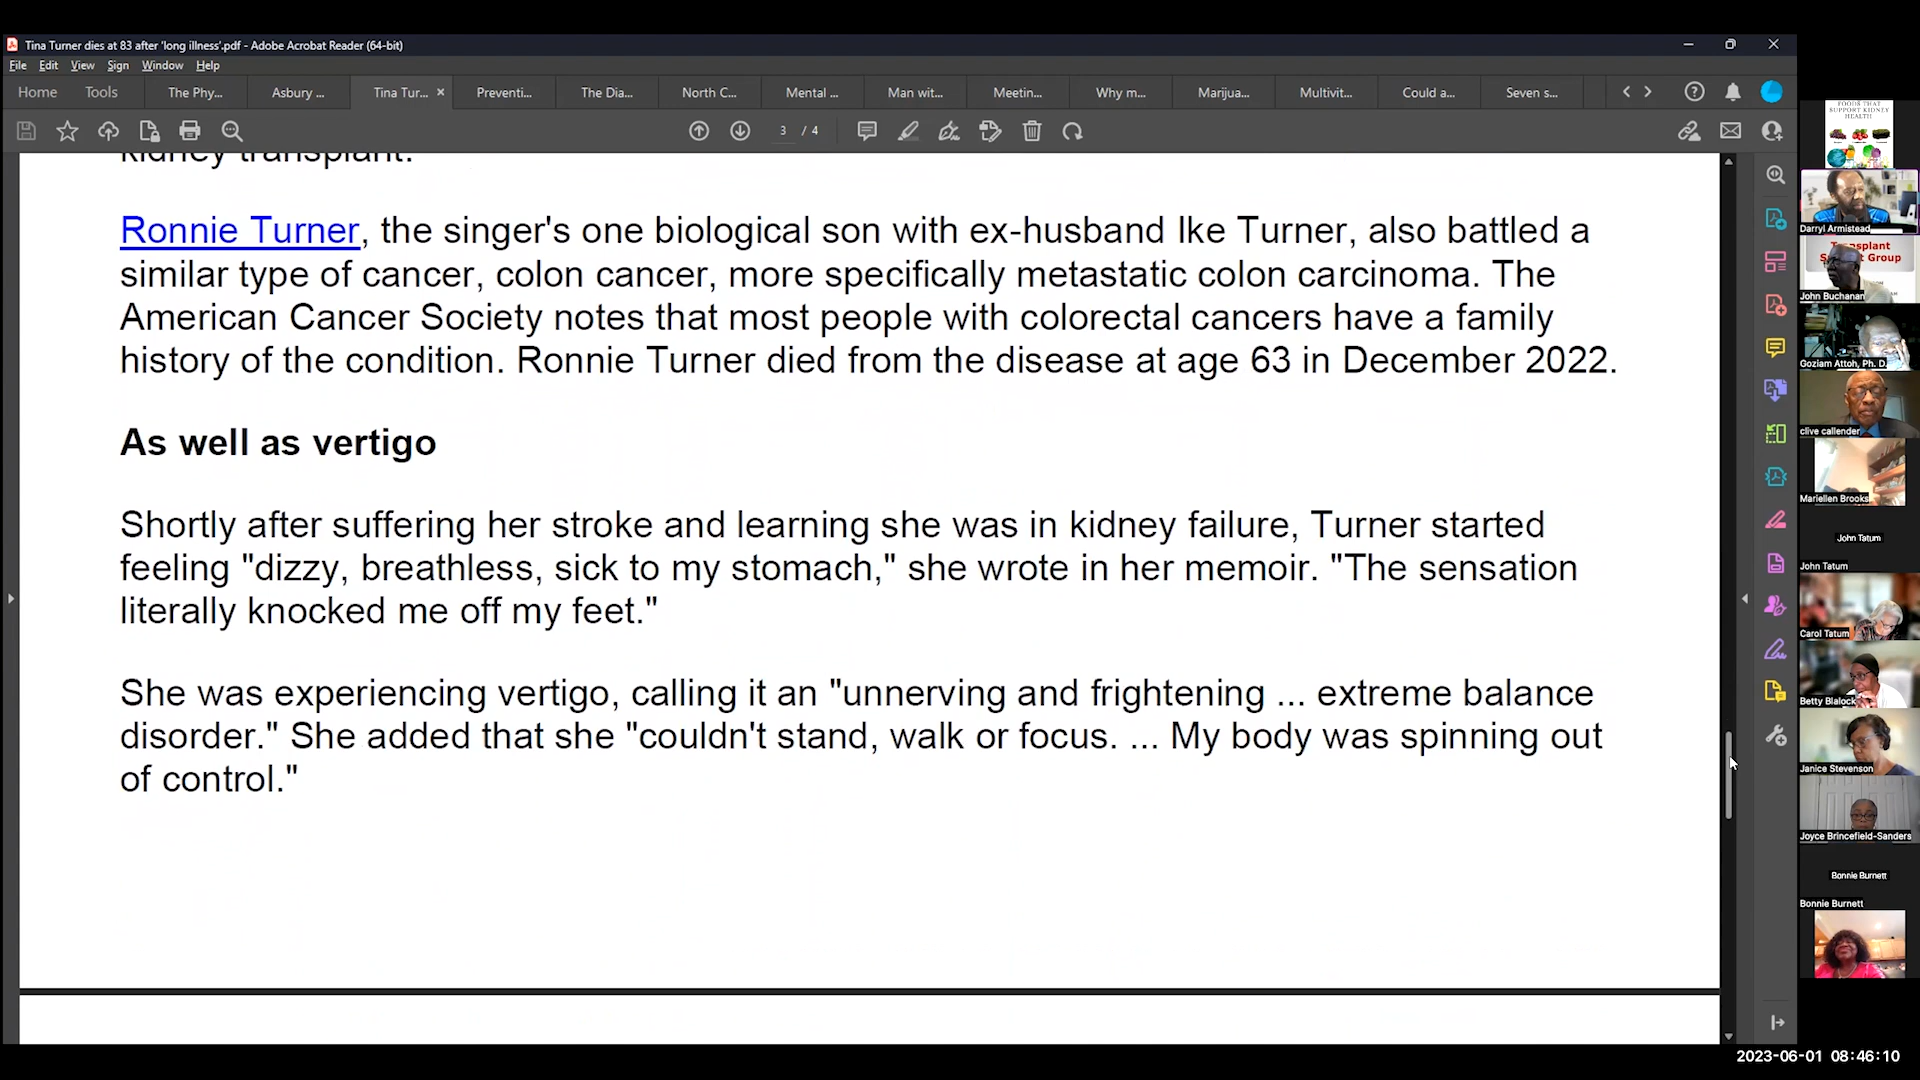 Tina Turner dies at 83 after 'long illness'.pdf - Adobe Acrobat Reader (64-bit)
File Edit View Sign Window Help
Home Tools The Phy... Asbury ... Tina Tur... × Preventi... The Dia... North C... Mental ... Man wit... Meetin... Why m... Marijua... Multivit... Could a... Seven s...
3 / 4
kidney transplant.
Ronnie Turner, the singer's one biological son with ex-husband Ike Turner, also battled a
similar type of cancer, colon cancer, more specifically metastatic colon carcinoma. The
American Cancer Society notes that most people with colorectal cancers have a family
history of the condition. Ronnie Turner died from the disease at age 63 in December 2022.
As well as vertigo
Shortly after suffering her stroke and learning she was in kidney failure, Turner started
feeling "dizzy, breathless, sick to my stomach," she wrote in her memoir. "The sensation
literally knocked me off my feet."
She was experiencing vertigo, calling it an "unnerving and frightening ... extreme balance
disorder." She added that she "couldn't stand, walk or focus. ... My body was spinning out
of control."
FOODS THAT
SUPPORT KIDNEY
HEALTH
Darryl Armistead
Group
John Buchanan
Goziam Attoh, Ph. D.
clive callender
Mariellen Brooks
John Tatum
John Tatum
Carol Tatum
Betty Blalock
Janice Stevenson
Joyce Brincefield-Sanders
Bonnie Burnett
Bonnie Burnett
2023-06-01 08:46:10